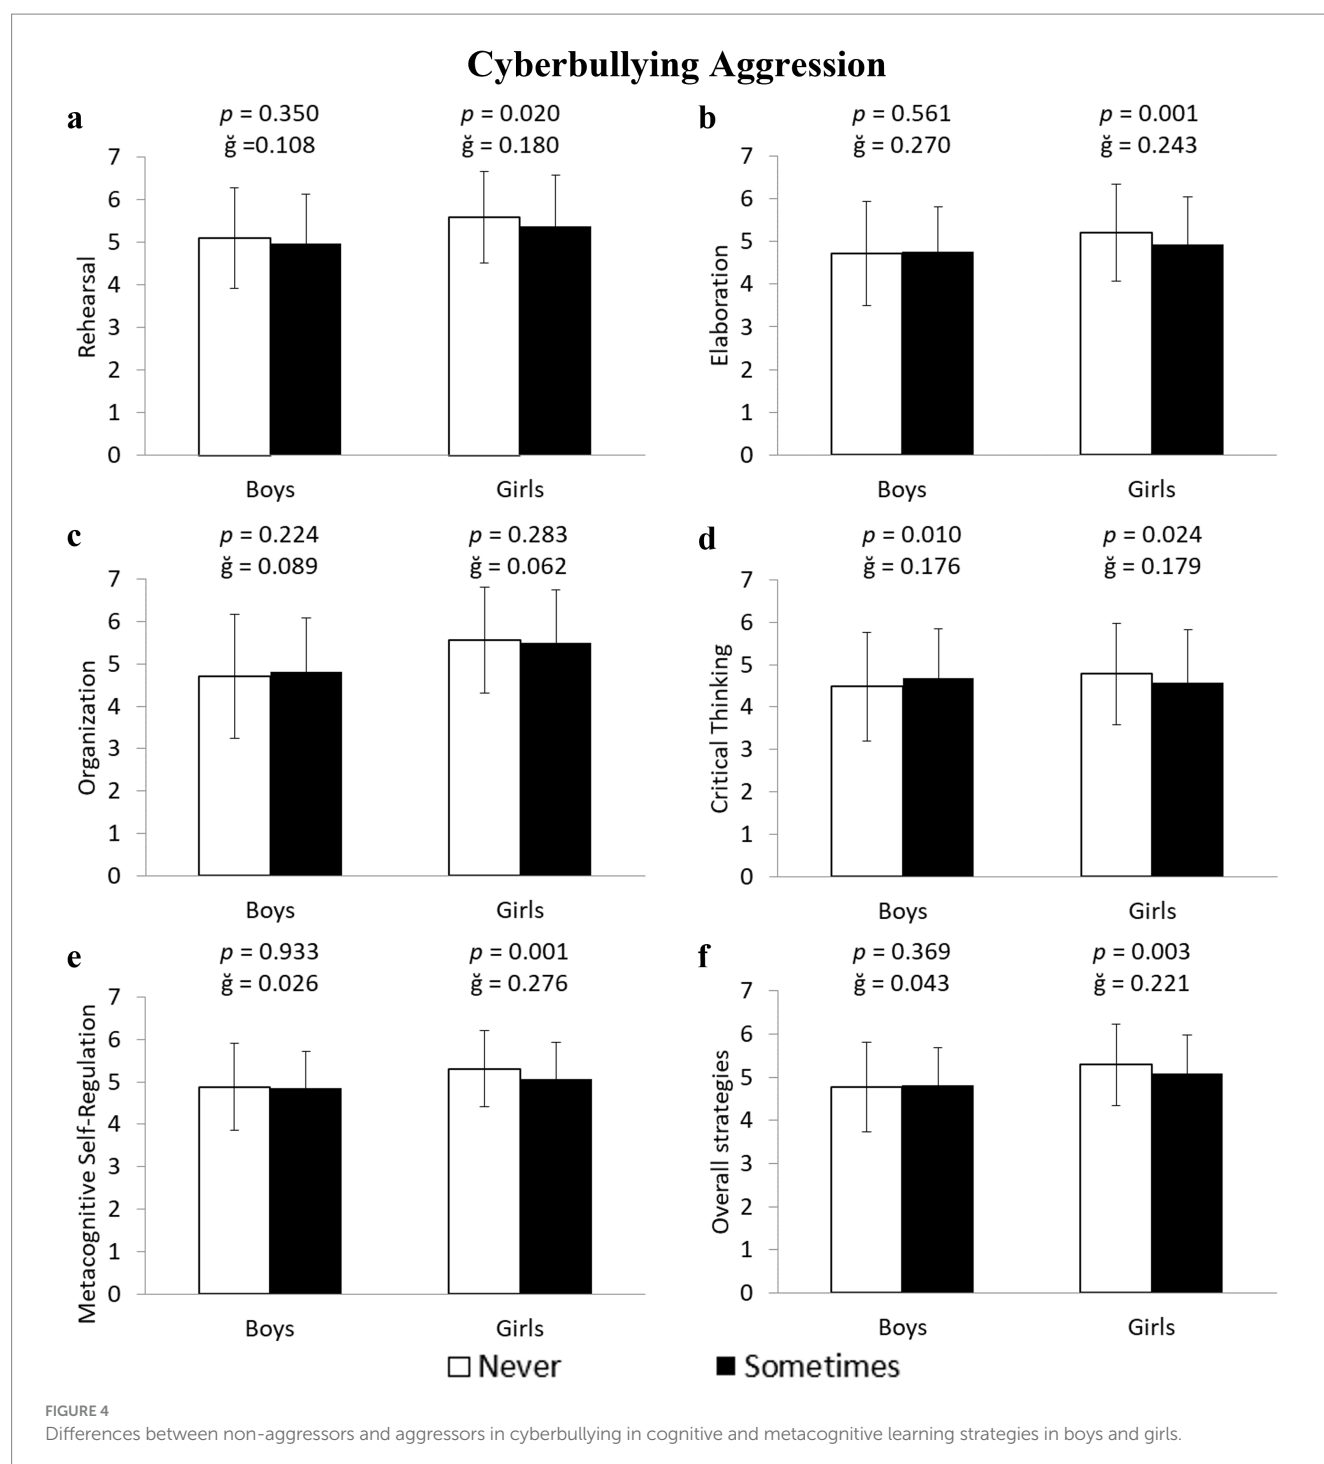 Cyberbullying Aggression
a
p = 0.350
ğ =0.108
p = 0.020
ğ = 0.180
7
6
5
4
3
2
1
0
Rehearsal
Boys
Girls
b
p = 0.561
ğ = 0.270
p = 0.001
ğ = 0.243
7
6
5
4
3
2
1
0
Elaboration
Boys
Girls
c
p = 0.224
ğ = 0.089
p = 0.283
ğ = 0.062
7
6
5
4
3
2
1
0
Organization
Boys
Girls
d
p = 0.010
ğ = 0.176
p = 0.024
ğ = 0.179
7
6
5
4
3
2
1
0
Critical Thinking
Boys
Girls
e
p = 0.933
ğ = 0.026
p = 0.001
ğ = 0.276
7
6
5
4
3
2
1
0
Metacognitive Self-Regulation
Boys
Girls
f
p = 0.369
ğ = 0.043
p = 0.003
ğ = 0.221
7
6
5
4
3
2
1
0
Overall strategies
Boys
Girls
Never
Sometimes
FIGURE 4
Differences between non-aggressors and aggressors in cyberbullying in cognitive and metacognitive learning strategies in boys and girls.